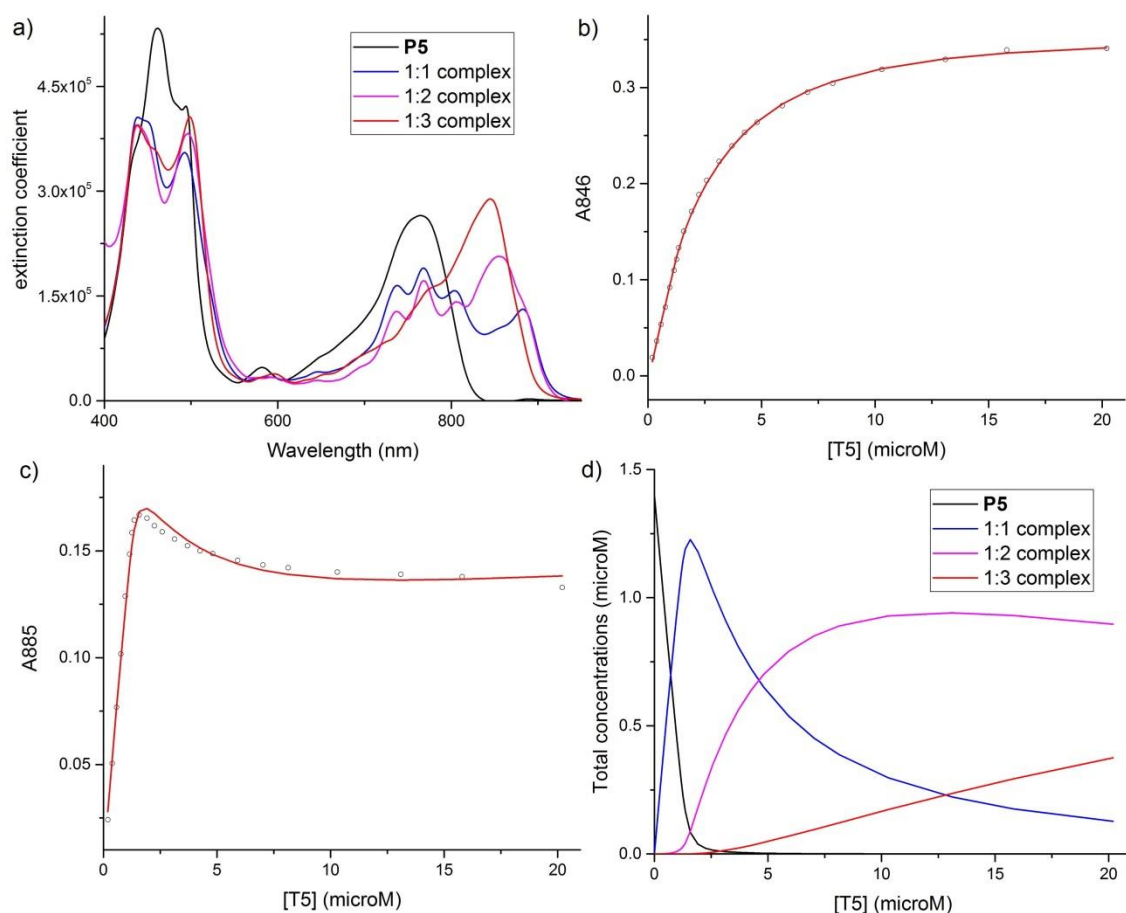 a)
extinction coefficient
4.5x10⁵
3.0x10⁵
1.5x10⁵
0.0
400
600
800
Wavelength (nm)
P5
1:1 complex
1:2 complex
1:3 complex
b)
A846
0.3
0.2
0.1
0.0
0
5
10
15
20
[T5] (microM)
c)
A885
0.15
0.10
0.05
0
5
10
15
20
[T5] (microM)
d)
Total concentrations (microM)
1.5
1.0
0.5
0.0
0
5
10
15
20
[T5] (microM)
P5
1:1 complex
1:2 complex
1:3 complex